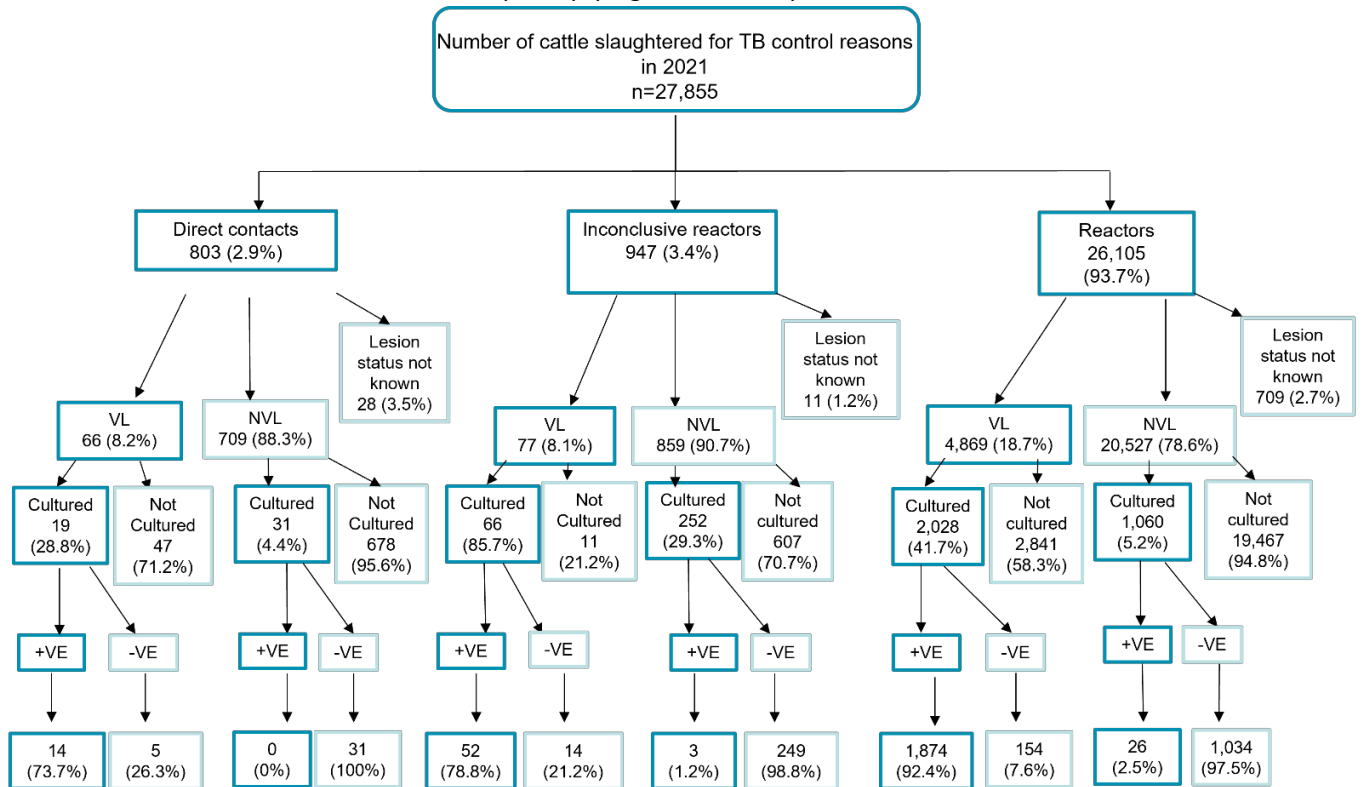 Number of cattle slaughtered for TB control reasons
in 2021
n=27,855
Direct contacts
803 (2.9%)
Inconclusive reactors
947 (3.4%)
Reactors
26,105
(93.7%)
Lesion
status not
known
28 (3.5%)
Lesion
status not
known
11 (1.2%)
Lesion
status not
known
709 (2.7%)
VL
66 (8.2%)
NVL
709 (88.3%)
VL
77 (8.1%)
NVL
859 (90.7%)
VL
4,869 (18.7%)
NVL
20,527 (78.6%)
Cultured
19
(28.8%)
Not
Cultured
47
(71.2%)
Cultured
31
(4.4%)
Not
Cultured
678
(95.6%)
Cultured
66
(85.7%)
Not
Cultured
11
(21.2%)
Cultured
252
(29.3%)
Not
cultured
607
(70.7%)
Cultured
2,028
(41.7%)
Not
cultured
2,841
(58.3%)
Cultured
1,060
(5.2%)
Not
cultured
19,467
(94.8%)
+VE
-VE
+VE
-VE
+VE
-VE
+VE
-VE
+VE
-VE
+VE
-VE
14
(73.7%)
5
(26.3%)
0
(0%)
31
(100%)
52
(78.8%)
14
(21.2%)
3
(1.2%)
249
(98.8%)
1,874
(92.4%)
154
(7.6%)
26
(2.5%)
1,034
(97.5%)